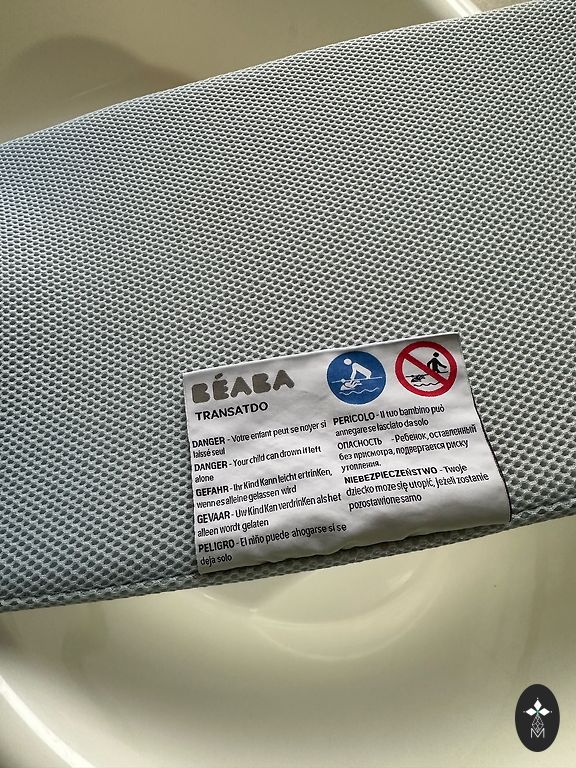 BÉABA
TRANSATDO
DANGER - Votre enfant peut se noyer si
laissé seul
DANGER - Your child can drown if left
alone
GEFAHR - Ihr Kind Kann leicht ertrinKen,
wenn es alleine gelassen wird
GEVAAR - Uw Kind Kan verdrinKen als het
alleen wordt gelaten
PELIGRO - El niño puede ahogarse si se
deja solo
PERICOLO - Il tuo bambino può
annegare se lasciato da solo
ОПАСНОСТЬ - Ребенок, оставленный
без присмотра, подвергается риску
утопления.
NIEBEZPIECZEŃSTWO - Twoje
dziecko może się utopić, jeżeli zostanie
pozostawione samo
M